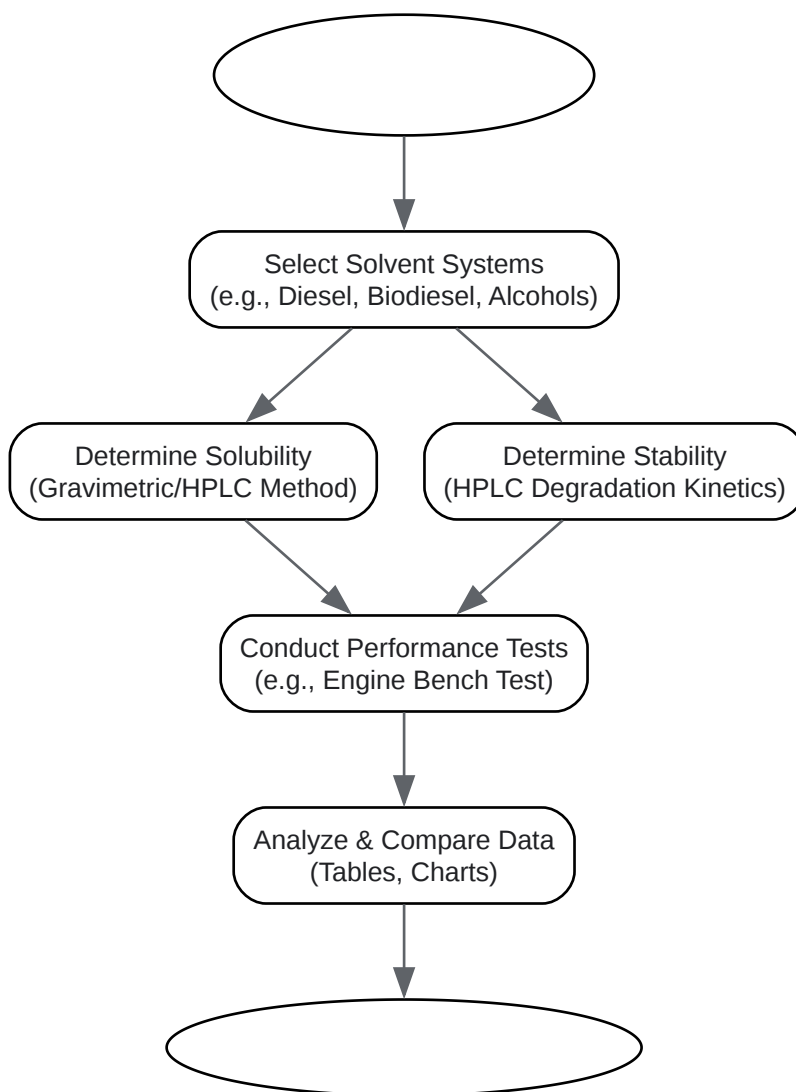 Select Solvent Systems
(e.g., Diesel, Biodiesel, Alcohols)
Determine Solubility
(Gravimetric/HPLC Method)
Determine Stability
(HPLC Degradation Kinetics)
Conduct Performance Tests
(e.g., Engine Bench Test)
Analyze & Compare Data
(Tables, Charts)